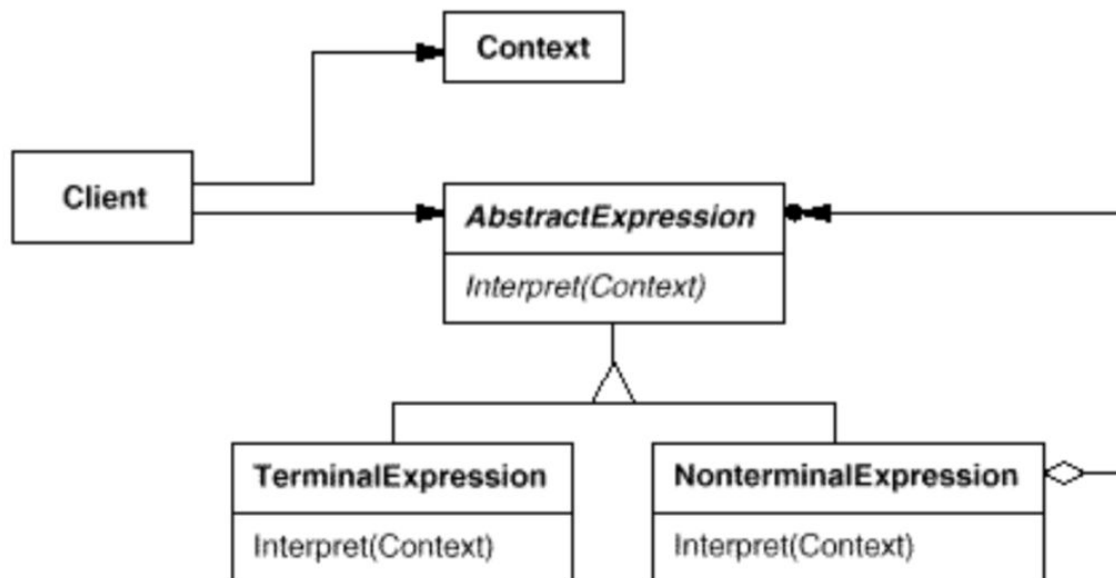 Context
Client
AbstractExpression
Interpret(Context)
TerminalExpression
NonterminalExpression
Interpret(Context)
Interpret(Context)